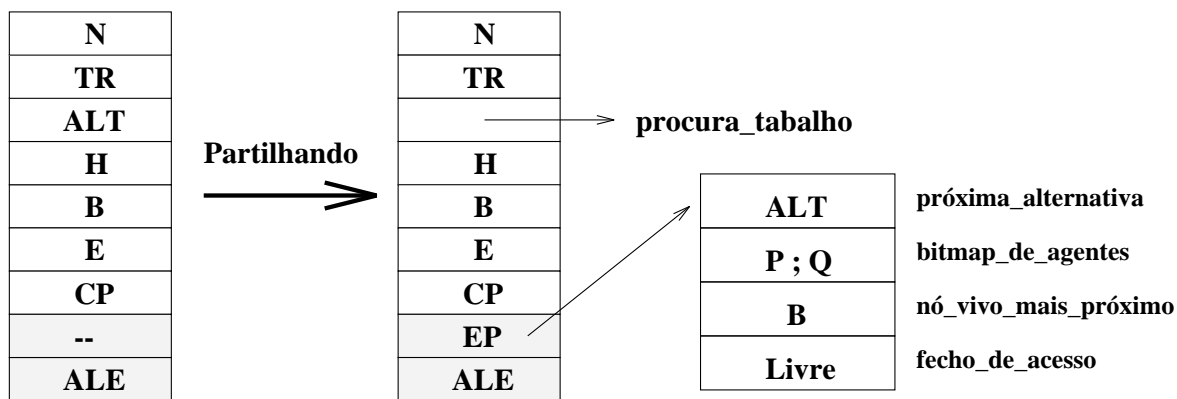 N
TR
ALT
H
B
E
CP
--
ALE
Partilhando
N
TR
H
B
E
CP
EP
ALE
procura_tabalho
ALT
P ; Q
B
Livre
próxima_alternativa
bitmap_de_agentes
nó_vivo_mais_próximo
fecho_de_acesso